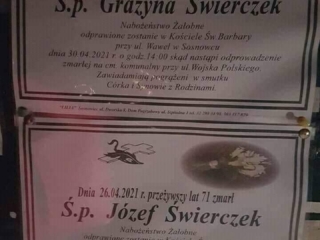 Ś.p. Grażyna Świerczek
Nabożeństwo Żałobne
odprawione zostanie w Kościele Św Barbary
przy ul. Wawel w Sosnowcu
dnia 30.04.2021 r o godz 14.00 skąd nastąpi odprowadzenie
zmarłej na cm. komunalny przy ul. Wojska Polskiego.
Zawiadamiają pogrążeni w smutku
Córka i Synowie z Rodzinami
Dnia 26.04.2021 r. przeżywszy lat 71 zmarł
Ś.p. Józef Świerczek
Nabożeństwo Żałobne